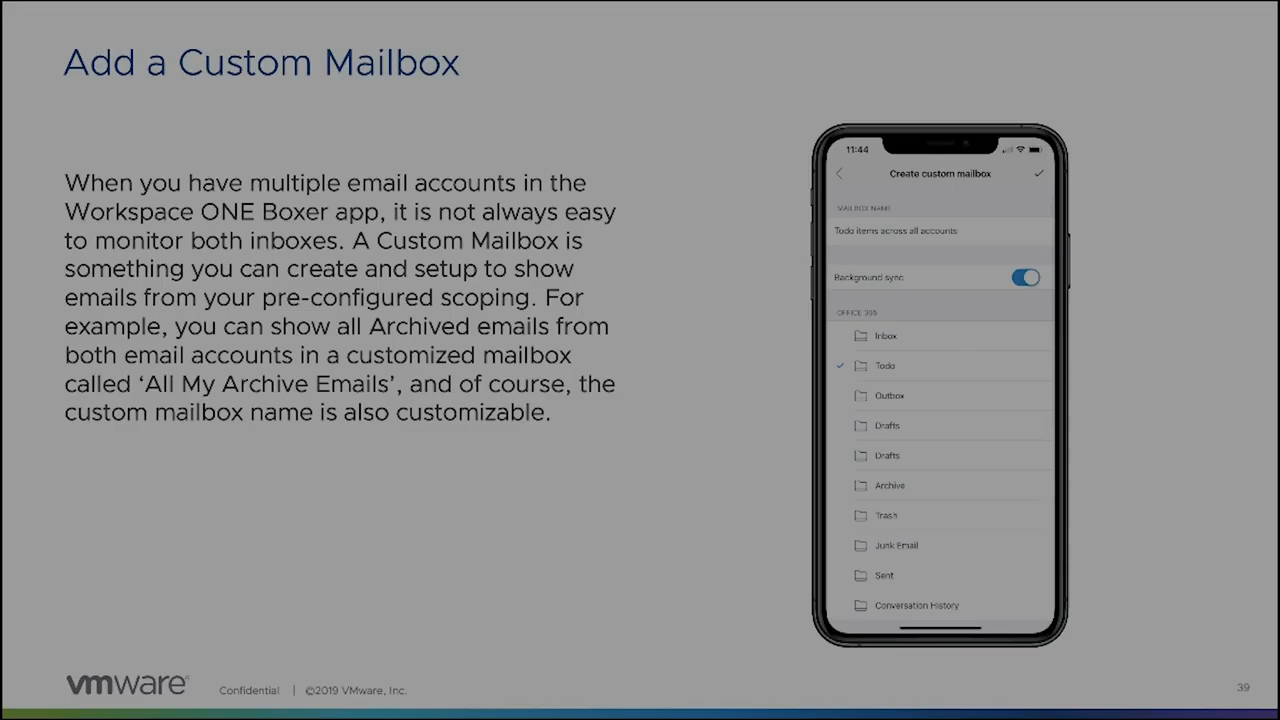 Add a Custom Mailbox
When you have multiple email accounts in the
Workspace ONE Boxer app, it is not always easy
to monitor both inboxes. A Custom Mailbox is
something you can create and setup to show
emails from your pre-configured scoping. For
example, you can show all Archived emails from
both email accounts in a customized mailbox
called ‘All My Archive Emails’, and of course, the
custom mailbox name is also customizable.
11:44
Create custom mailbox
MAILBOX NAME
Todo items across all accounts
Background sync
OFFICE 365
Inbox
Todo
Outbox
Drafts
Drafts
Archive
Trash
Junk Email
Sent
Conversation History
vmware
Confidential | ©2019 VMware, Inc.
39